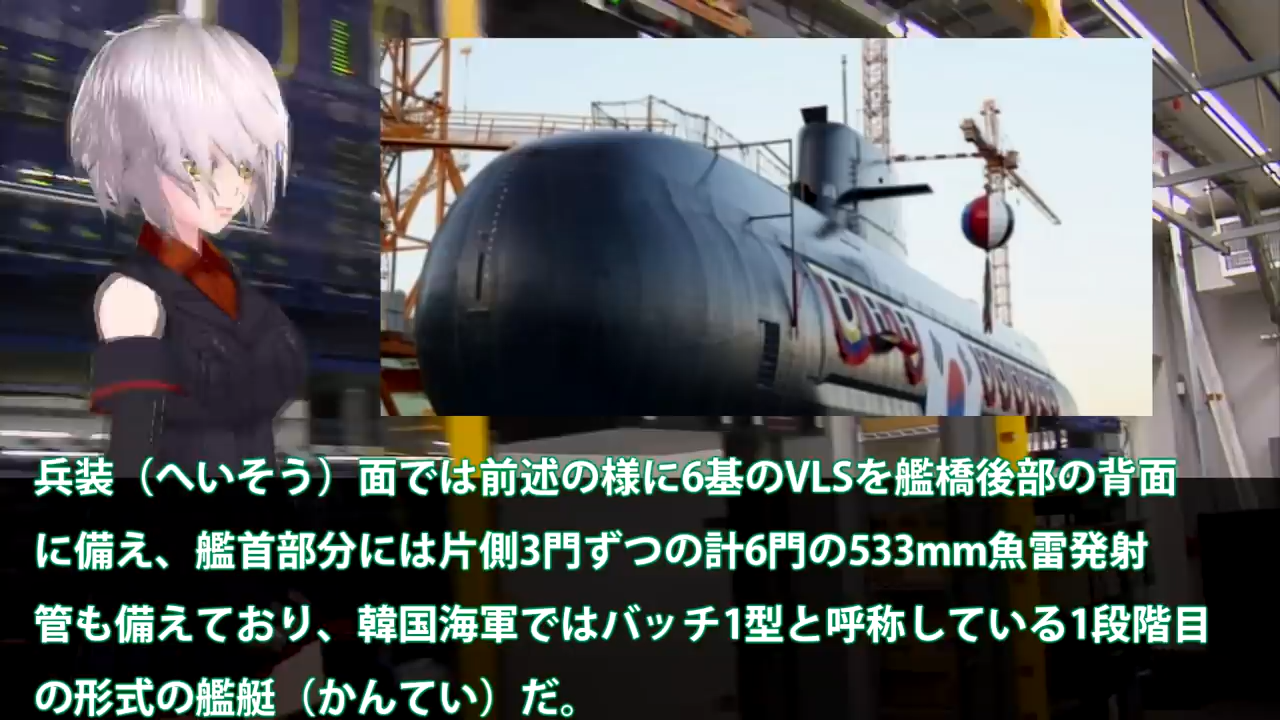 兵装（へいそう）面では前述の様に6基のVLSを艦橋後部の背面
に備え、艦首部分には片側3門ずつの計6門の533mm魚雷発射
管も備えており、韓国海軍ではバッチ1型と呼称している1段階目
の形式の艦艇（かんてい）だ。